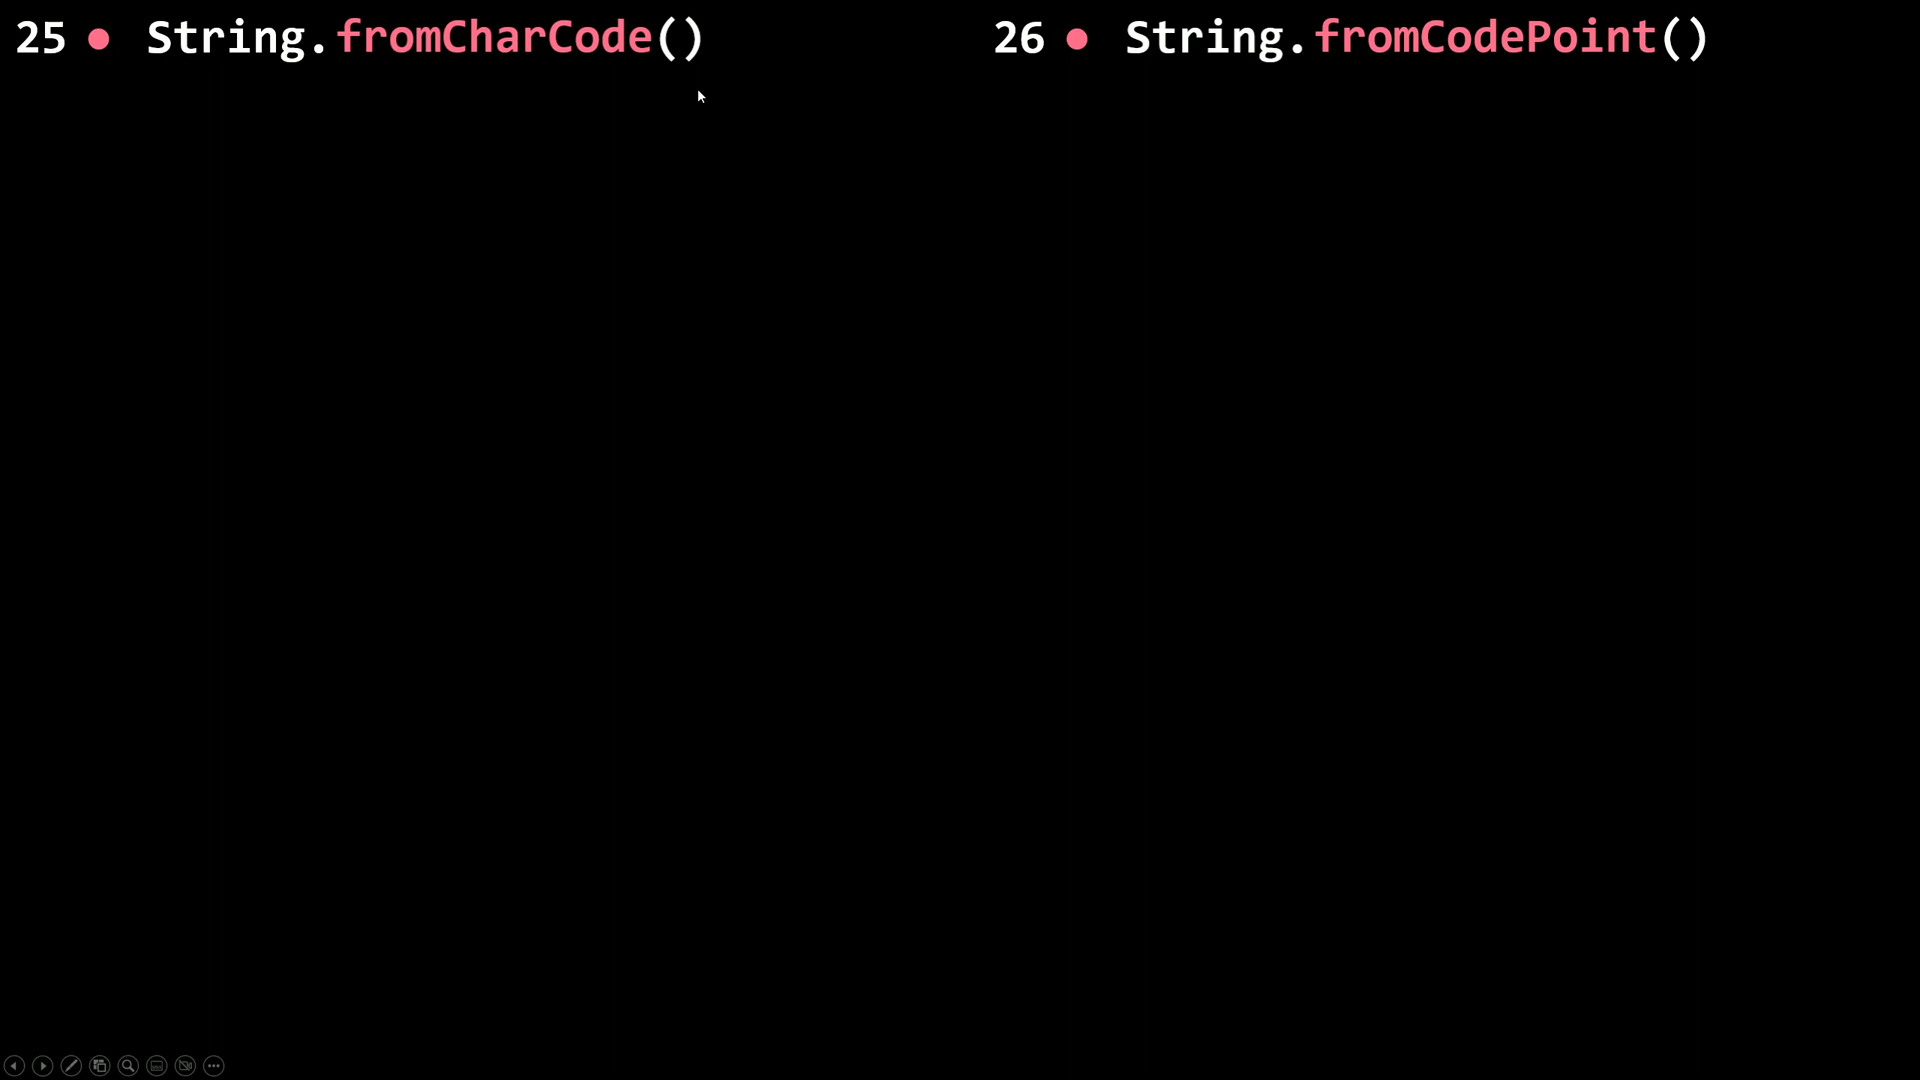 25 ● String.fromCharCode()
26 ● String.fromCodePoint()